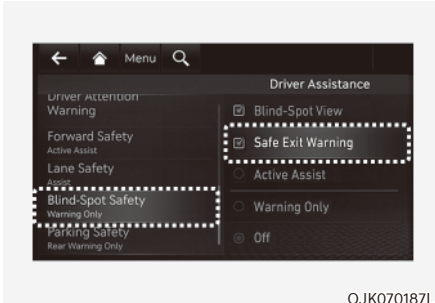 Menu
Driver Assistance
Driver Attention
Warning
Forward Safety
Active Assist
Lane Safety
Assist
Blind-Spot Safety
Warning Only
Parking Safety
Rear Warning Only
Blind-Spot View
Safe Exit Warning
Active Assist
Warning Only
Off
OJK070187L